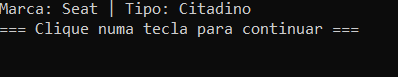 Marca: Seat | Tipo: Citadino
=== Clique numa tecla para continuar ===